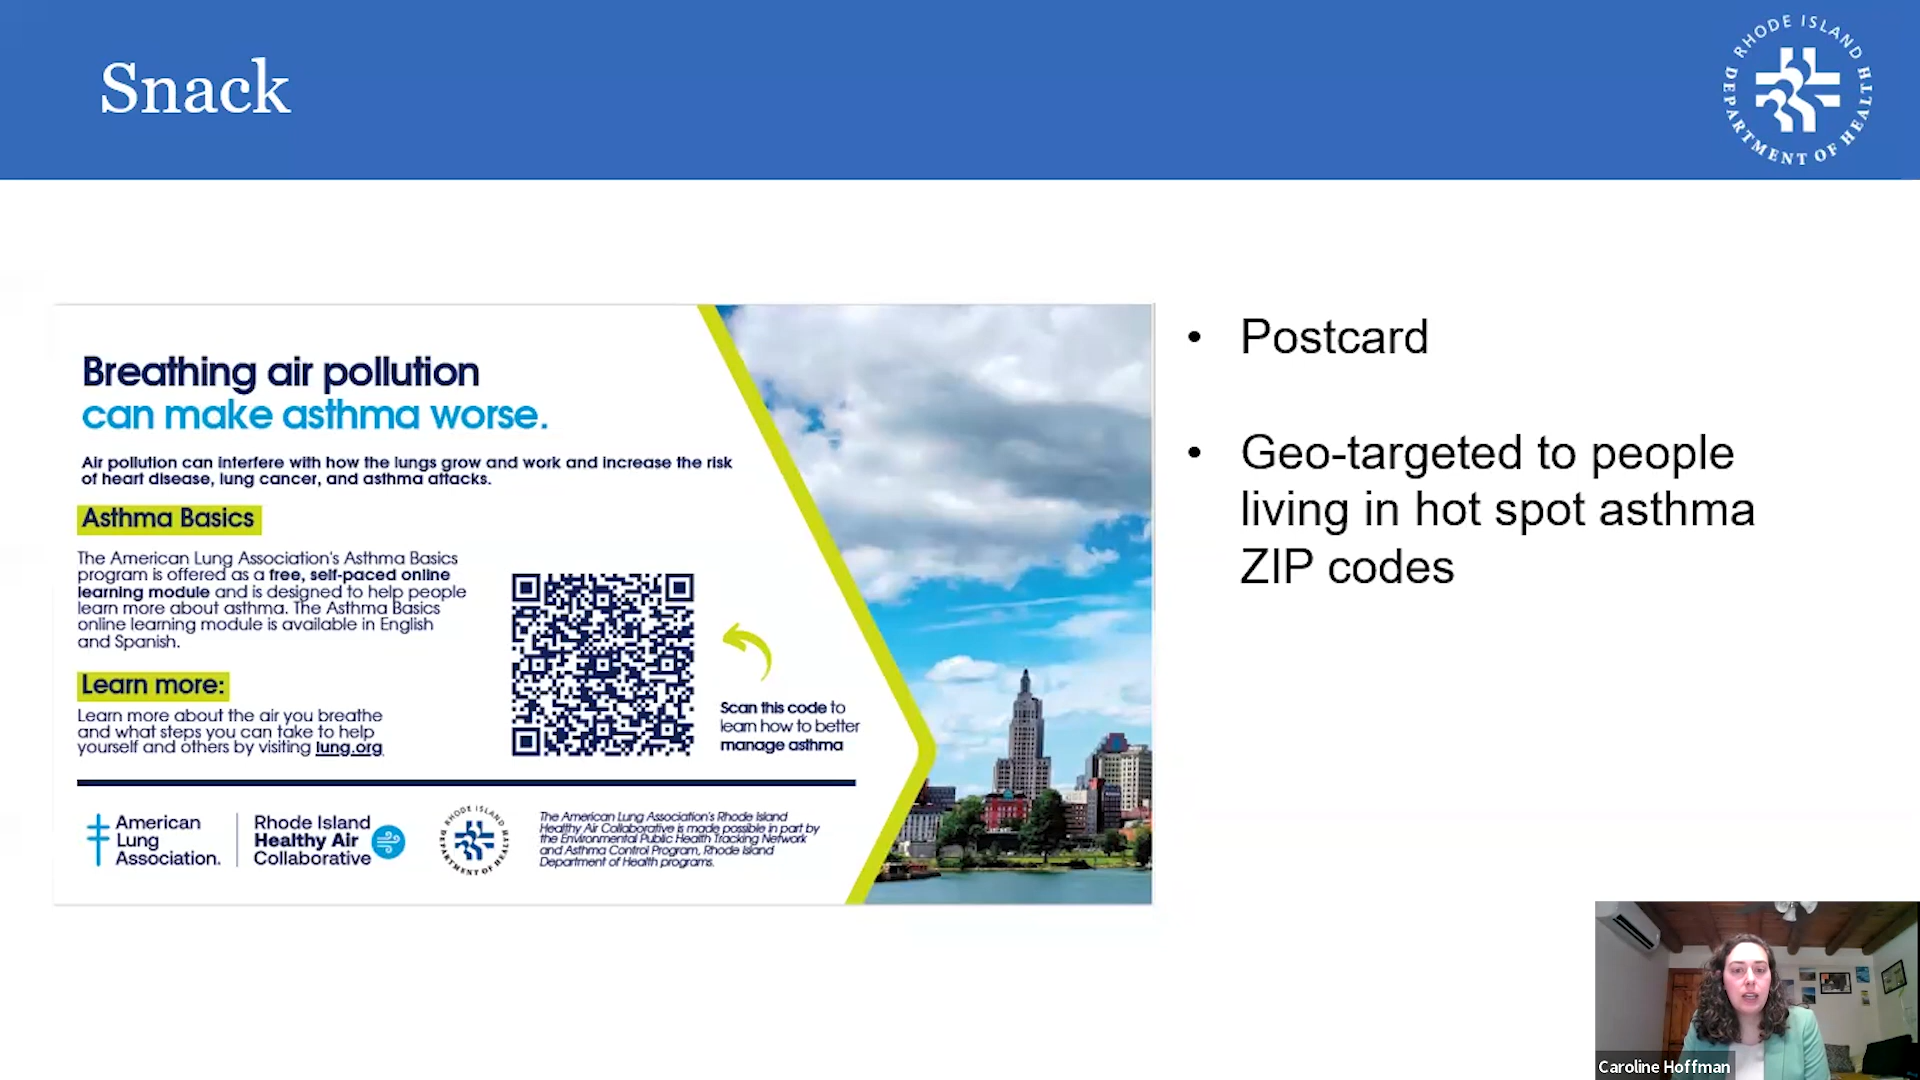 Snack
RHODE ISLAND
DEPARTMENT OF HEALTH
Breathing air pollution
can make asthma worse.
Air pollution can interfere with how the lungs grow and work and increase the risk
of heart disease, lung cancer, and asthma attacks.
Asthma Basics
The American Lung Association's Asthma Basics
program is offered as a free, self-paced online
learning module and is designed to help people
learn more about asthma. The Asthma Basics
online learning module is available in English
and Spanish.
Learn more:
Learn more about the air you breathe
and what steps you can take to help
yourself and others by visiting lung.org.
Scan this code to
learn how to better
manage asthma
American
Lung
Association.
Rhode Island
Healthy Air
Collaborative
RHODE ISLAND
DEPARTMENT OF HEALTH
The American Lung Association's Rhode Island
Healthy Air Collaborative is made possible in part by
the Environmental Public Health Tracking Network
and Asthma Control Program, Rhode Island
Department of Health programs.
• Postcard
• Geo-targeted to people
living in hot spot asthma
ZIP codes
Caroline Hoffman